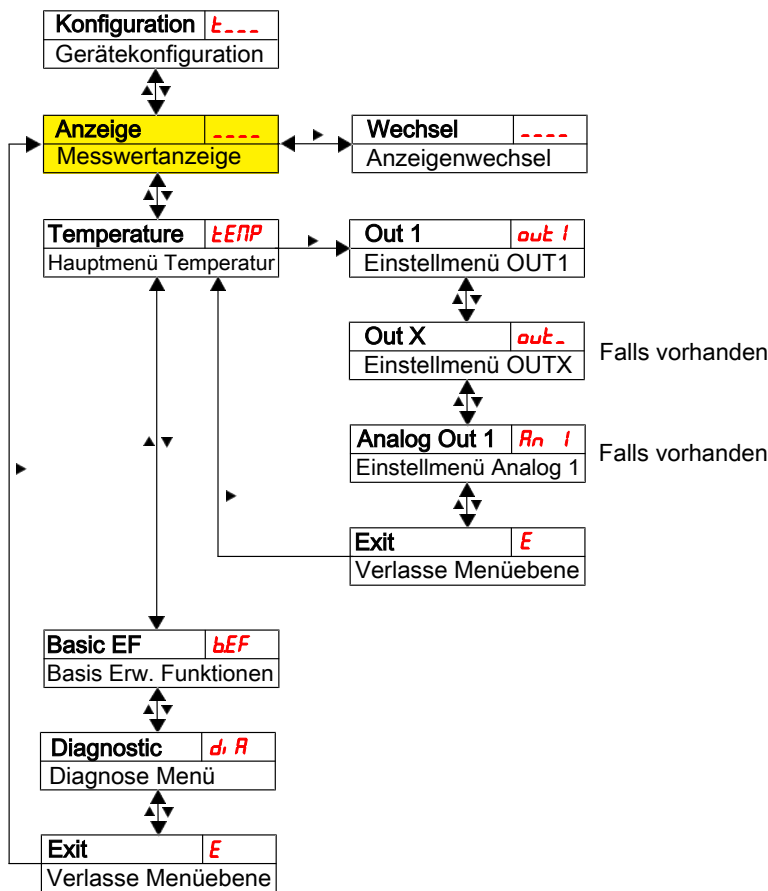 Konfiguration t___
Gerätekonfiguration
Anzeige ----
Messwertanzeige
Wechsel ----
Anzeigenwechsel
Temperature tEMP
Hauptmenü Temperatur
Out 1 out 1
Einstellmenü OUT1
Out X out_
Einstellmenü OUTX
Falls vorhanden
Analog Out 1 An 1
Einstellmenü Analog 1
Falls vorhanden
Exit E
Verlasse Menüebene
Basic EF b.EF
Basis Erw. Funktionen
Diagnostic diA
Diagnose Menü
Exit E
Verlasse Menüebene